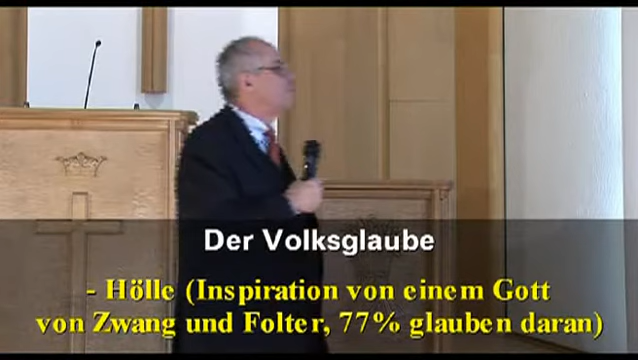 Der Volksglaube
- Hölle (Inspiration von einem Gott
von Zwang und Folter, 77% glauben daran)